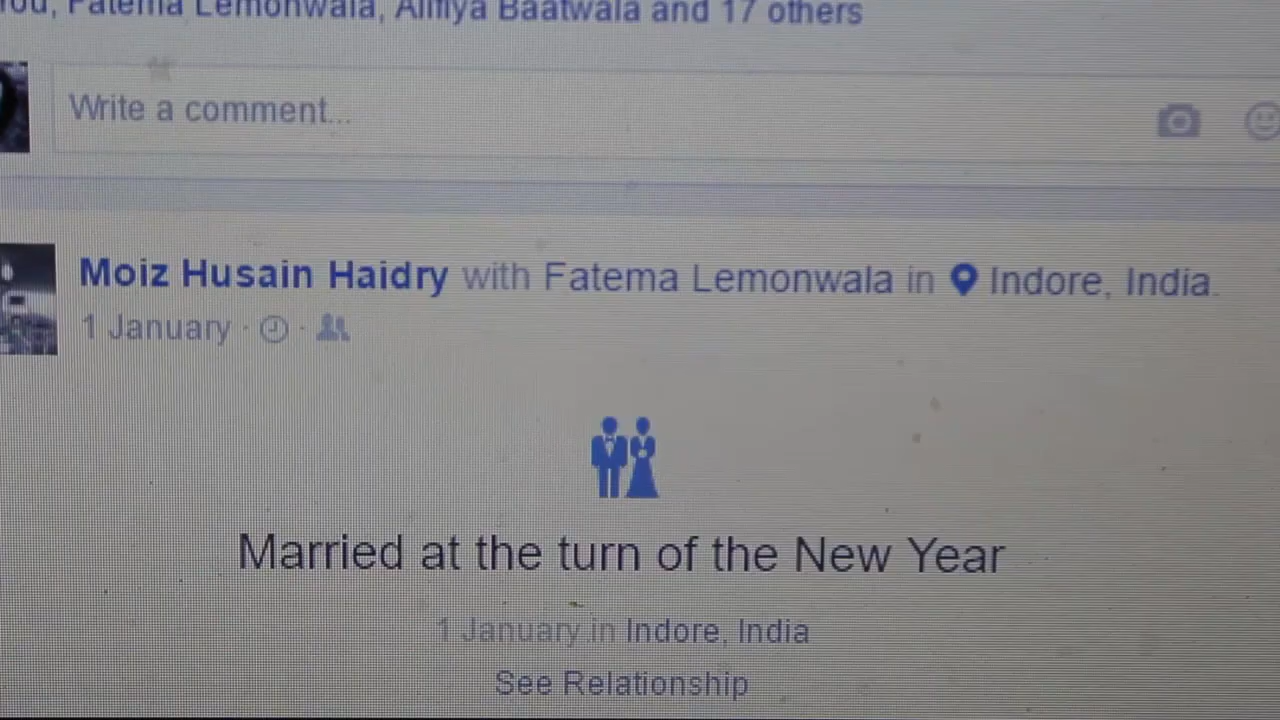 You, Fatema Lemonwala, Alifiya Baatwala and 17 others
Write a comment...
Moiz Husain Haidry with Fatema Lemonwala in Indore, India.
1 January
Married at the turn of the New Year
1 January in Indore, India
See Relationship